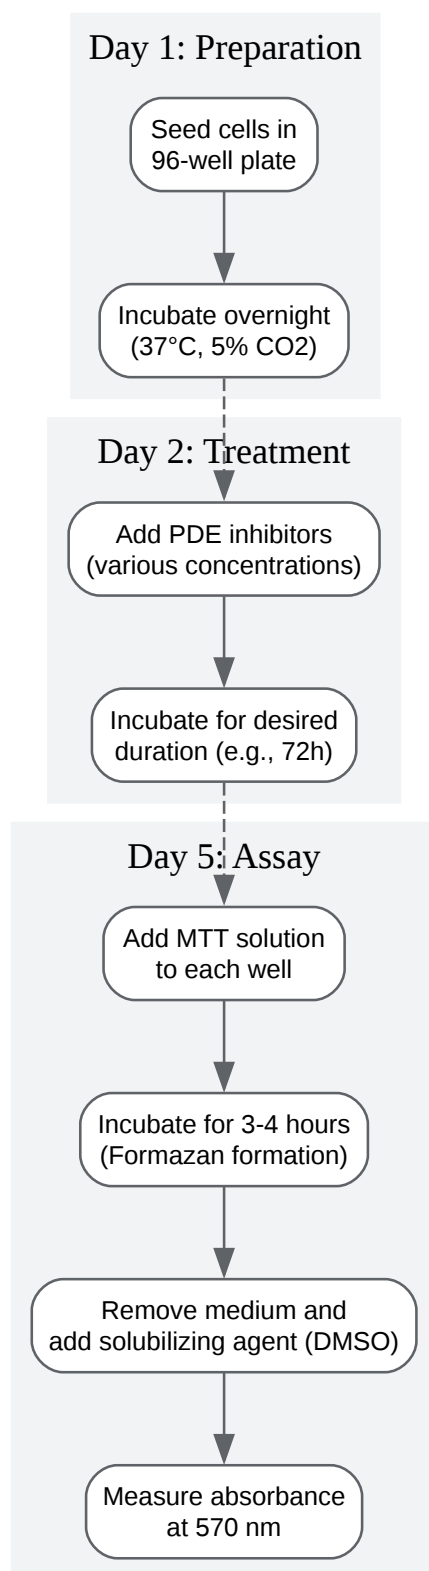 Day 1: Preparation
Seed cells in
96-well plate
Incubate overnight
(37°C, 5% CO2)
Day 2: Treatment
Add PDE inhibitors
(various concentrations)
Incubate for desired
duration (e.g., 72h)
Day 5: Assay
Add MTT solution
to each well
Incubate for 3-4 hours
(Formazan formation)
Remove medium and
add solubilizing agent (DMSO)
Measure absorbance
at 570 nm